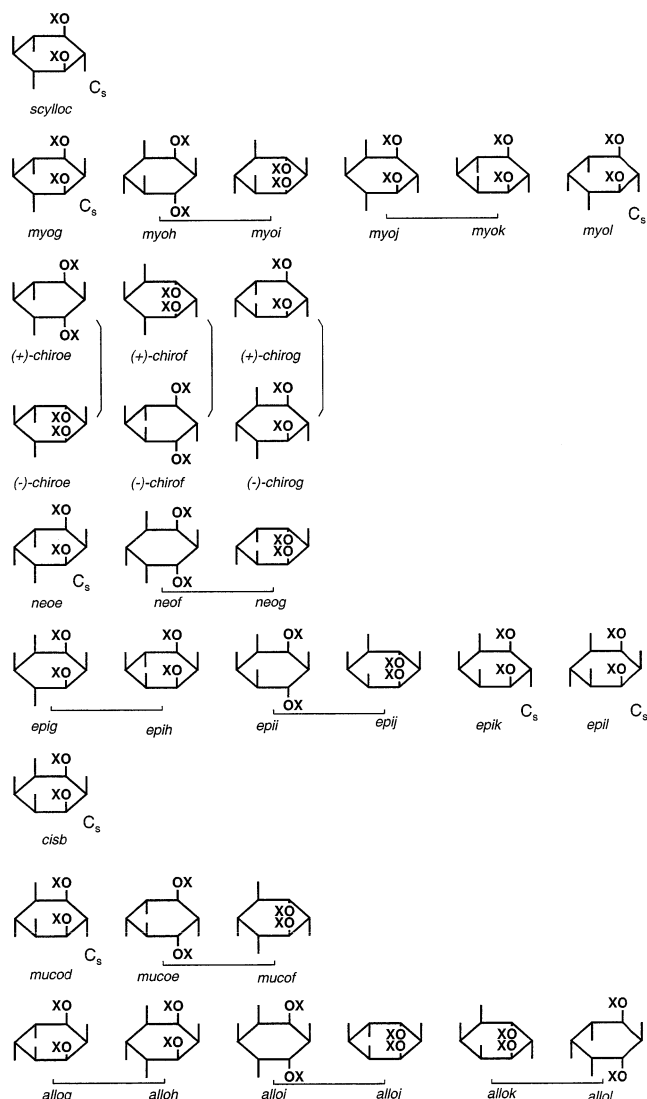 XO
XO
Cs
scylloc
XO OX XO XO XO
XO XO XO XO XO XO
Cs OX Cs
myog myoh myoi myoj myok myol
OX XO
XO XO XO
OX
(+)-chiroe (+)-chirof (+)-chirog
OX XO
XO XO XO
OX
(-)-chiroe (-)-chirof (-)-chirog
XO OX
XO XO XO
Cs OX
neoe neof neog
XO XO OX XO XO
XO XO XO XO XO XO
OX Cs Cs
epig epih epii epij epik epil
XO
XO
Cs
cisb
XO OX
XO XO XO
Cs OX
mucod mucoe mucof
XO XO OX XO
XO XO XO XO XO XO
OX XO
allog alloh alloi alloj allok allol